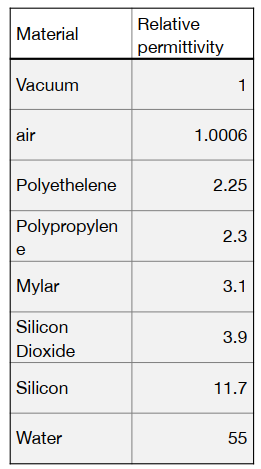 Material Relative
permittivity
Vacuum 1
air 1.0006
Polyethelene 2.25
Polypropylen
e 2.3
Mylar 3.1
Silicon
Dioxide 3.9
Silicon 11.7
Water 55